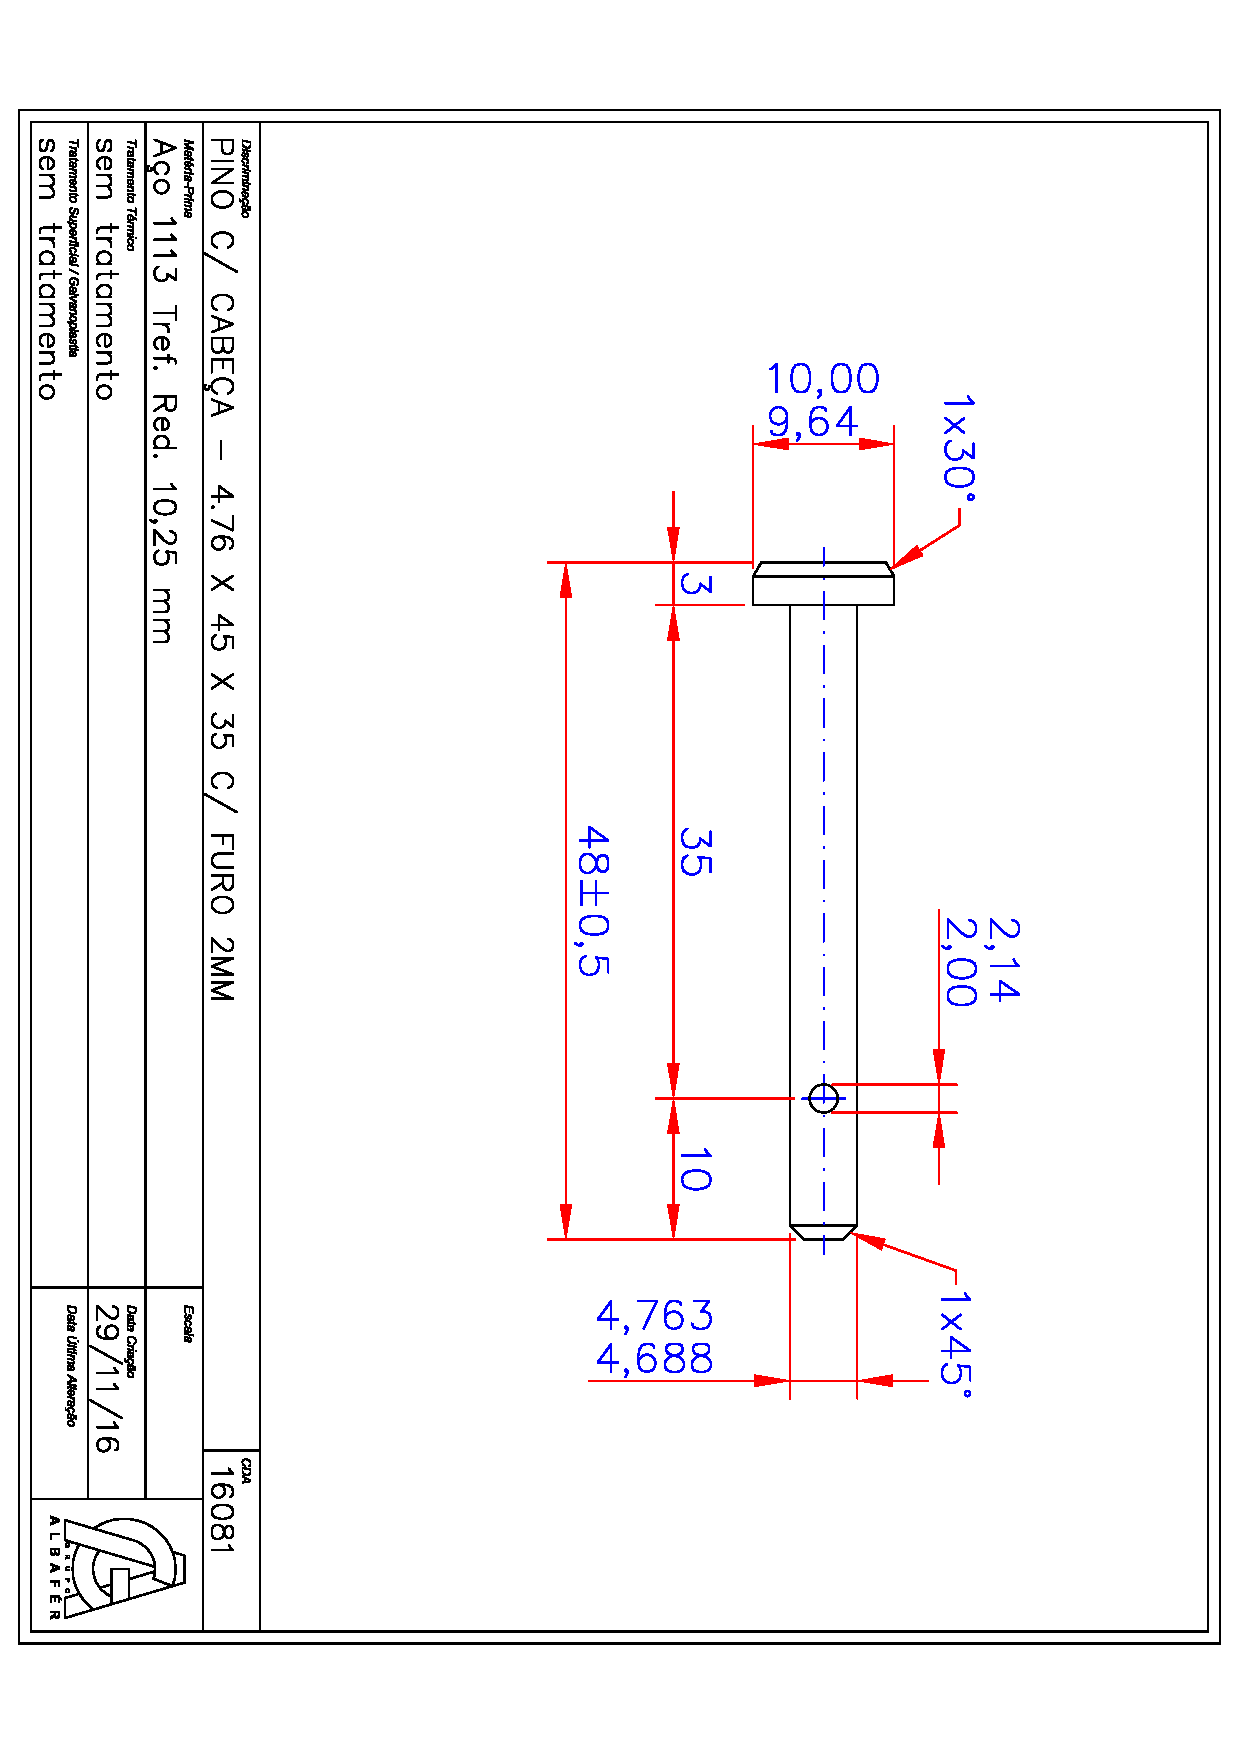 10,00
9,64
1x30°
3
35
48±0,5
2,14
2,00
10
4,763
4,688
1x45°
Discriminação
PINO C/ CABEÇA - 4.76 X 45 X 35 C/ FURO 2MM
CDA
16081
Matéria-Prima
Aço 1113 Tref. Red. 10,25 mm
Escala
Tratamento Térmico
sem tratamento
Data Criação
29/11/16
Tratamento Superficial / Galvanoplastia
sem tratamento
Data Última Alteração
GRUPO
ALBAFÉR